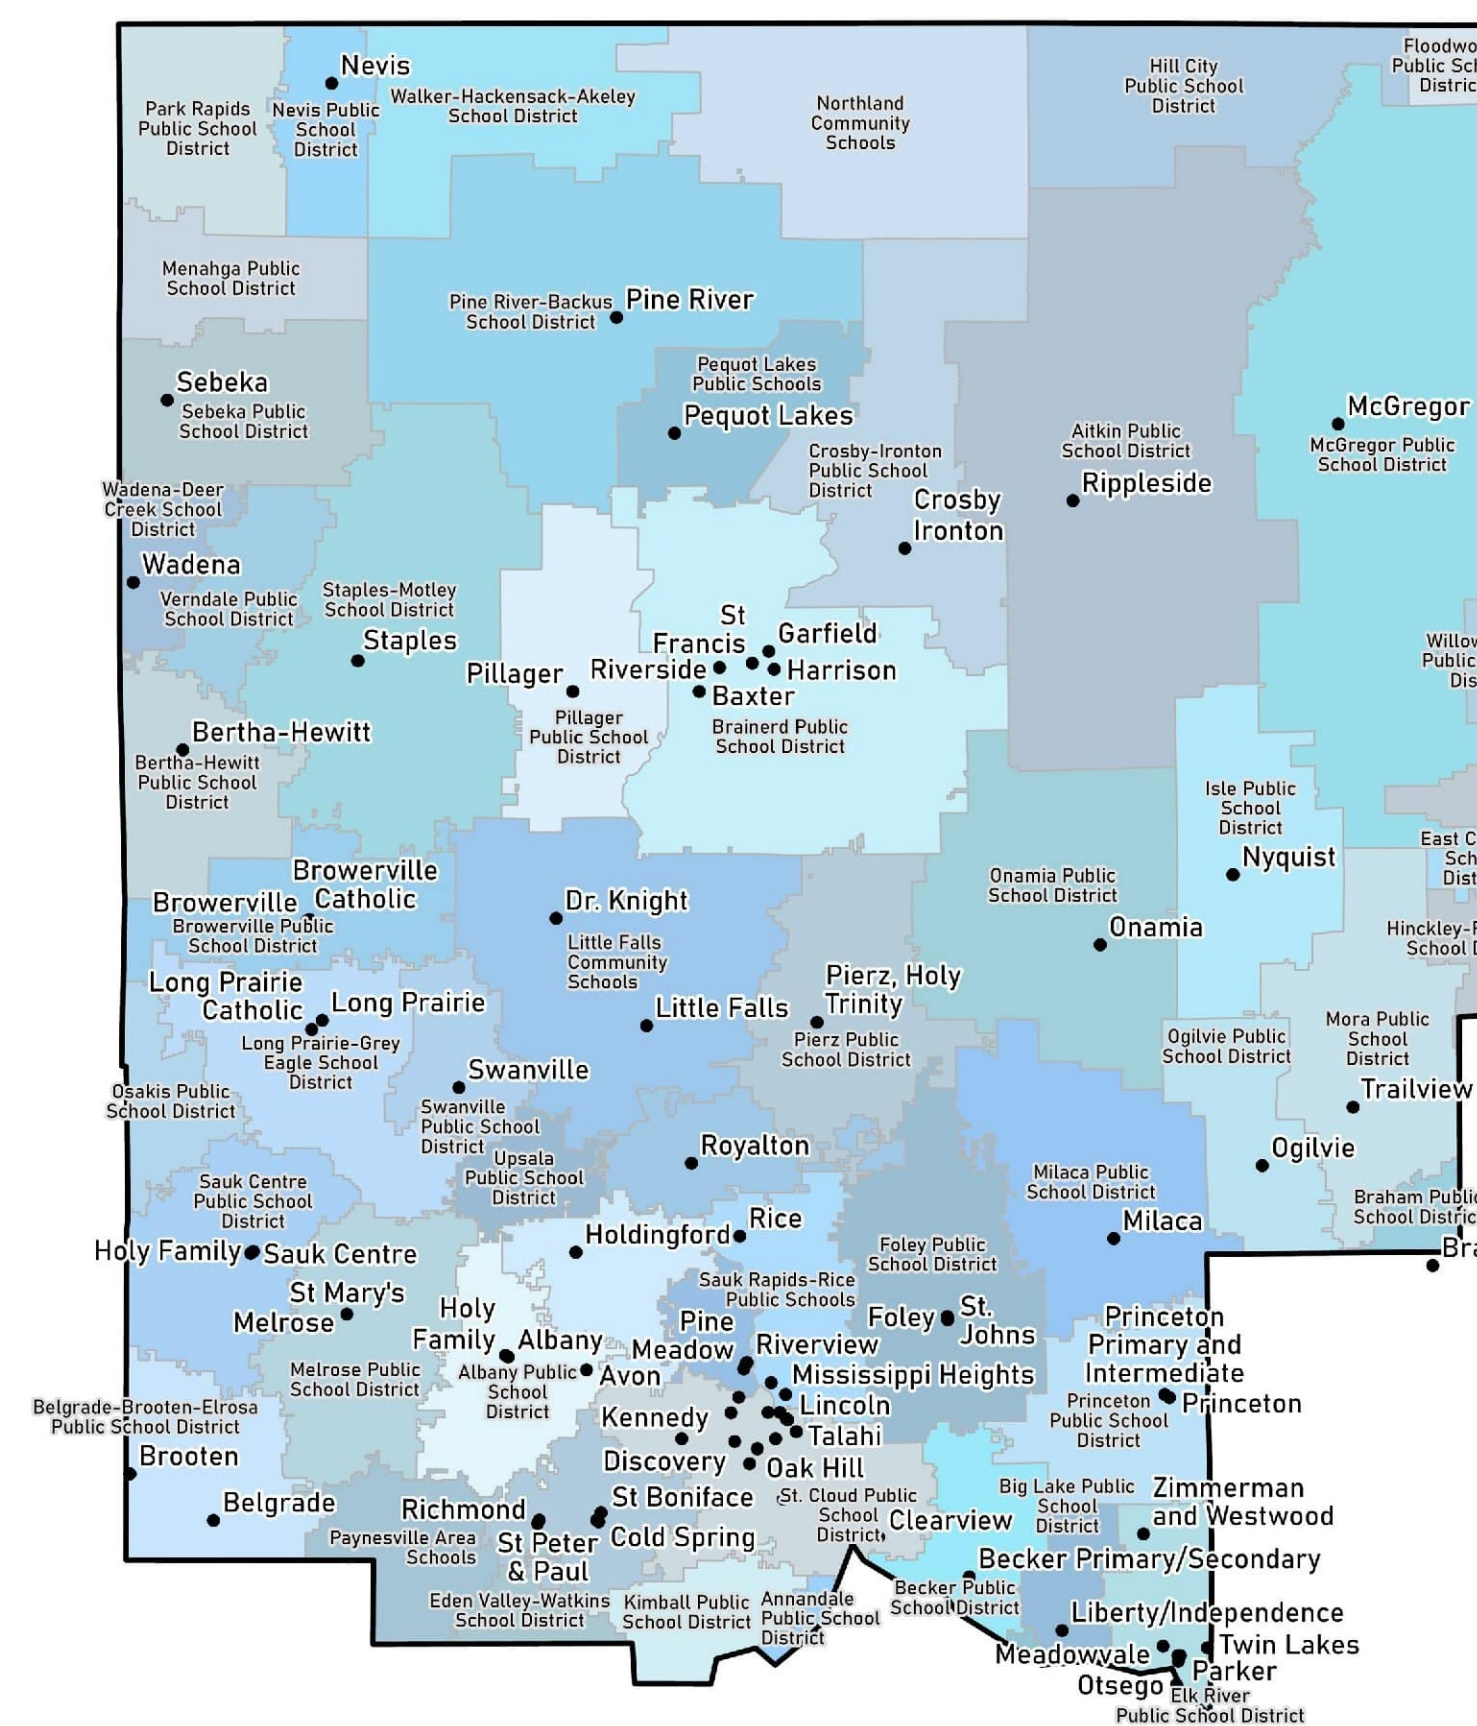 Nevis
Park Rapids
Public School
District
Nevis Public
School
District
Walker-Hackensack-Akeley
School District
Northland
Community
Schools
Hill City
Public School
District
Floodwo
Public Sch
Distric
Menahga Public
School District
Pine River-Backus
School District
Pine River
Sebeka
Sebeka Public
School District
Pequot Lakes
Public Schools
Pequot Lakes
Crosby-Ironton
Public School
District
Crosby
Ironton
Aitkin Public
School District
Rippleside
McGregor
McGregor Public
School District
Wadena-Deer
Creek School
District
Wadena
Verndale Public
School District
Staples-Motley
School District
Staples
Pillager
Pillager
Public School
District
St
Francis
Garfield
Riverside
Harrison
Baxter
Brainerd Public
School District
Willow
Public
Dis
Bertha-Hewitt
Bertha-Hewitt
Public School
District
Isle Public
School
District
Nyquist
East C
Sch
Dist
Browerville
Catholic
Browerville
Browerville Public
School District
Dr. Knight
Little Falls
Community
Schools
Little Falls
Onamia Public
School District
Onamia
Hinckley-F
School D
Long Prairie
Catholic
Long Prairie
Long Prairie-Grey
Eagle School
District
Pierz, Holy
Trinity
Pierz Public
School District
Ogilvie Public
School District
Mora Public
School
District
Trailview
Osakis Public
School District
Swanville
Swanville
Public School
District
Upsala
Public School
District
Royalton
Milaca Public
School District
Milaca
Ogilvie
Braham Public
School Distric
Bra
Sauk Centre
Public School
District
Holy Family
Sauk Centre
Holdingford
Rice
Sauk Rapids-Rice
Public Schools
Foley Public
School District
Foley
St.
Johns
St Mary's
Melrose
Melrose Public
School District
Holy
Family
Albany
Albany Public
School
District
Avon
Pine
Meadow
Riverview
Mississippi Heights
Lincoln
Kennedy
Talahi
Discovery
Oak Hill
Princeton
Primary and
Intermediate
Princeton
Princeton
Public School
District
Belgrade-Brooten-Elrosa
Public School District
Brooten
Belgrade
Richmond
Paynesville Area
Schools
St Peter
& Paul
St Boniface
Cold Spring
St. Cloud Public
School
District
Clearview
Big Lake Public
School
District
Zimmerman
and Westwood
Becker Primary/Secondary
Becker Public
School District
Eden Valley-Watkins
School District
Kimball Public
School District
Annandale
Public School
District
Liberty/Independence
Meadowvale
Twin Lakes
Parker
Otsego
Elk River
Public School District